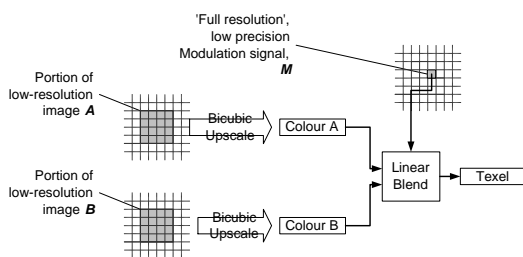 'Full resolution',
low precision
Modulation signal,
M
Portion of
low-resolution
image A
Bicubic
Upscale
Colour A
Linear
Blend
Texel
Portion of
low-resolution
image B
Bicubic
Upscale
Colour B